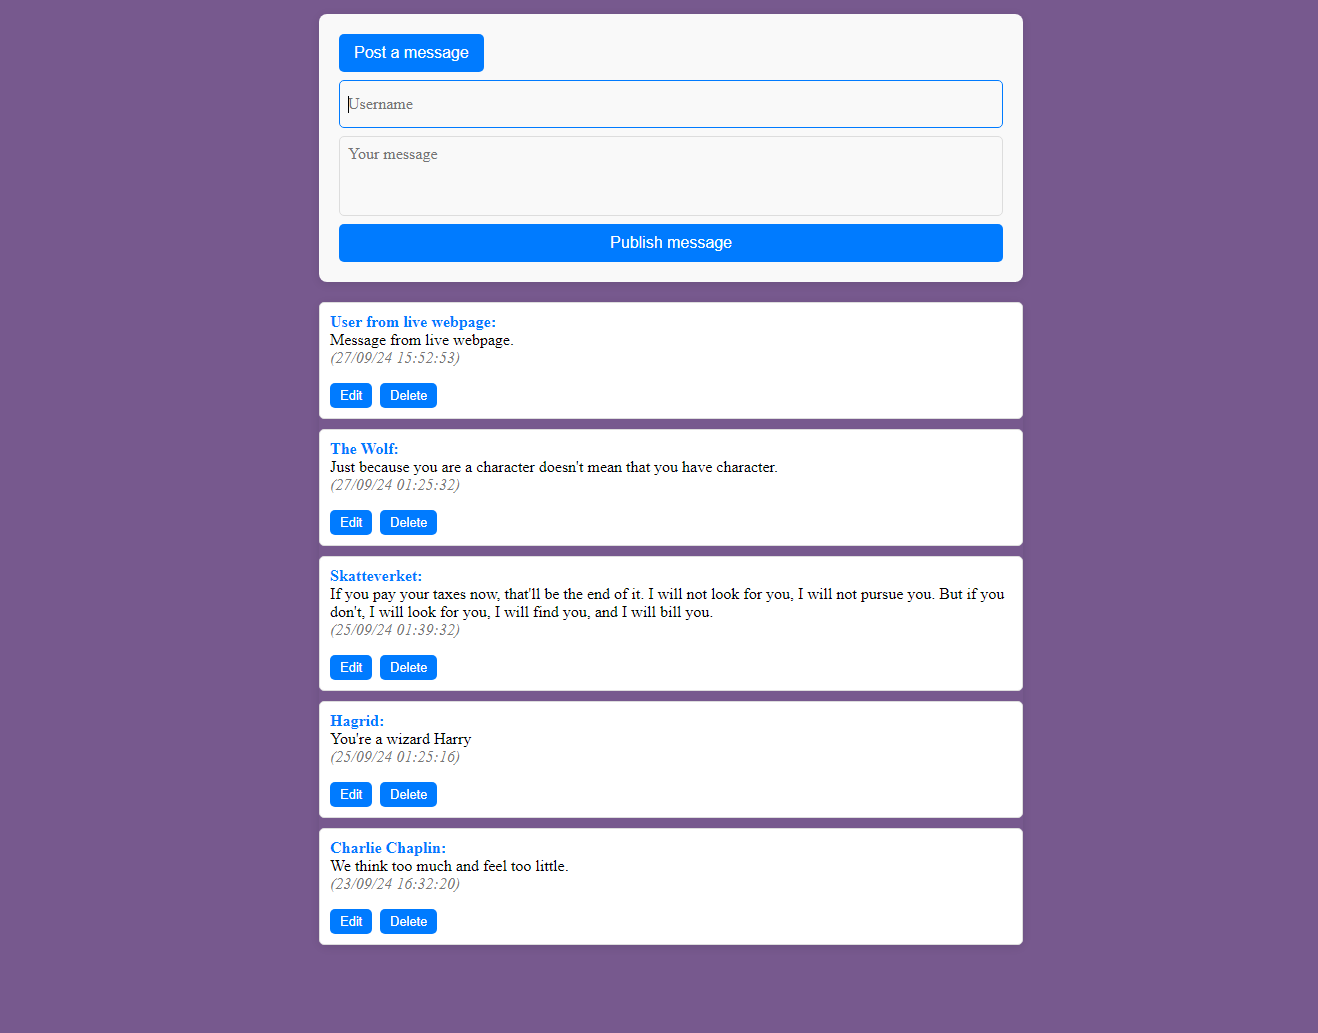 Post a message
Username
Your message
Publish message
User from live webpage:
Message from live webpage.
(27/09/24 15:52:53)
Edit Delete
The Wolf:
Just because you are a character doesn't mean that you have character.
(27/09/24 01:25:32)
Edit Delete
Skatteverket:
If you pay your taxes now, that'll be the end of it. I will not look for you, I will not pursue you. But if you
don't, I will look for you, I will find you, and I will bill you.
(25/09/24 01:39:32)
Edit Delete
Hagrid:
You're a wizard Harry
(25/09/24 01:25:16)
Edit Delete
Charlie Chaplin:
We think too much and feel too little.
(23/09/24 16:32:20)
Edit Delete